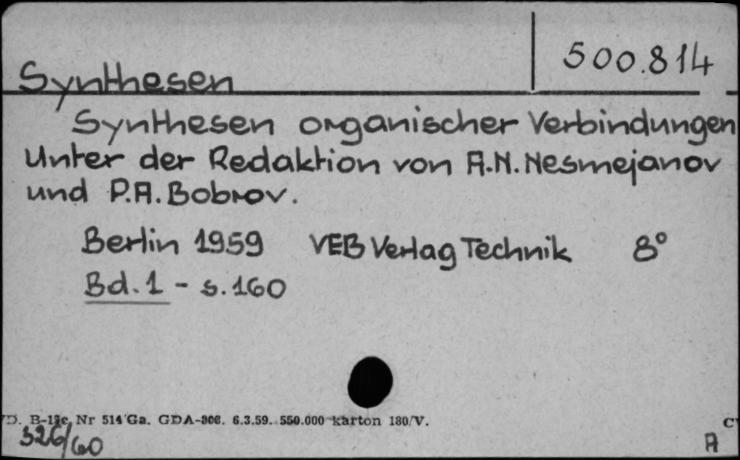 500.814
Synthesen
Synthesen organischer Verbindungen
Unter der Redaktion von A.N.Nesmejanov
und P.A.Bobrov.
Berlin 1959 VEB Verlag Technik 8°
Bd.1 - s.160
D. B-13c, Nr 514 Ga. GDA-306. 6.3.59. 550.000 karton 180/V.
326/60
A